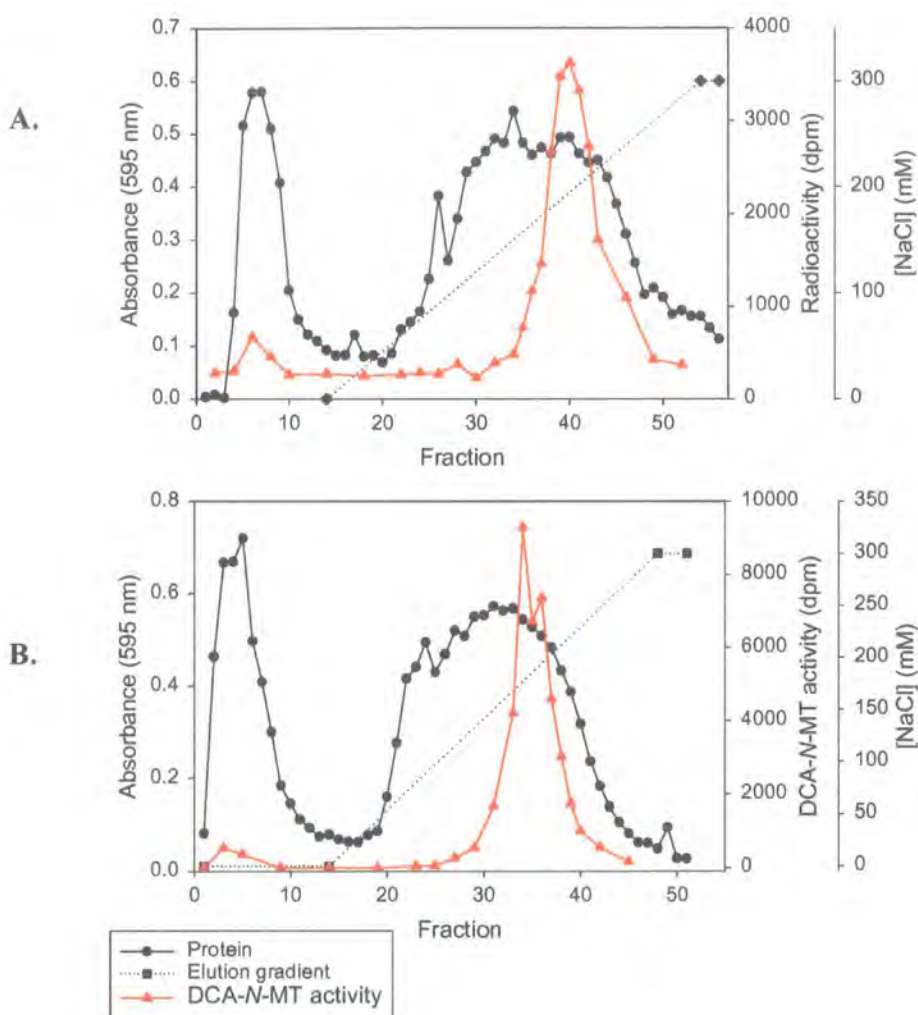 A.
Absorbance (595 nm)
0.7
0.6
0.5
0.4
0.3
0.2
0.1
0.0
0 10 20 30 40 50
Fraction
4000
3000
2000
1000
0
Radioactivity (dpm)
300
200
100
0
[NaCl] (mM)
B.
Absorbance (595 nm)
0.8
0.6
0.4
0.2
0.0
0 10 20 30 40 50
Fraction
10000
8000
6000
4000
2000
0
DCA-N-MT activity (dpm)
350
300
250
200
150
100
50
0
[NaCl] (mM)
Protein
Elution gradient
DCA-N-MT activity